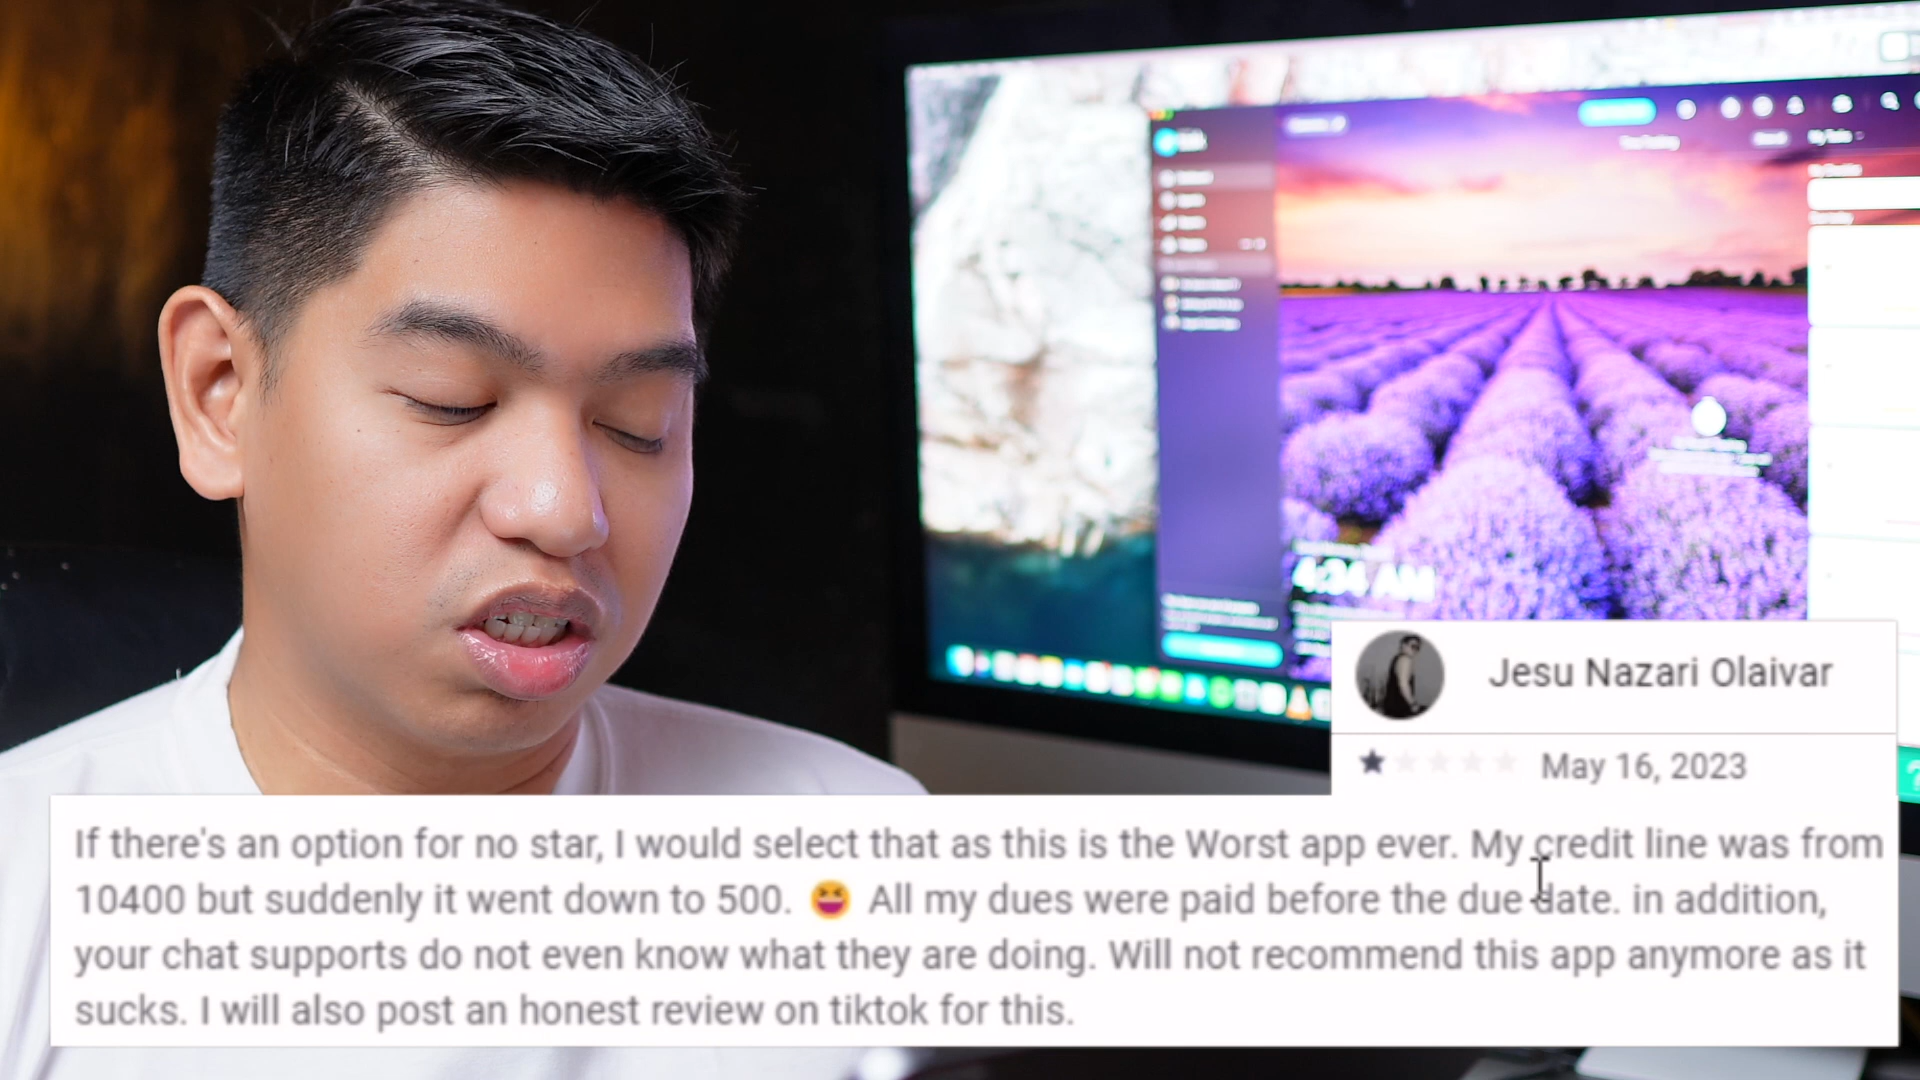 4:34 AM
Jesu Nazari Olaivar
May 16, 2023
If there's an option for no star, I would select that as this is the Worst app ever. My credit line was from
10400 but suddenly it went down to 500. 😆 All my dues were paid before the due date. in addition,
your chat supports do not even know what they are doing. Will not recommend this app anymore as it
sucks. I will also post an honest review on tiktok for this.